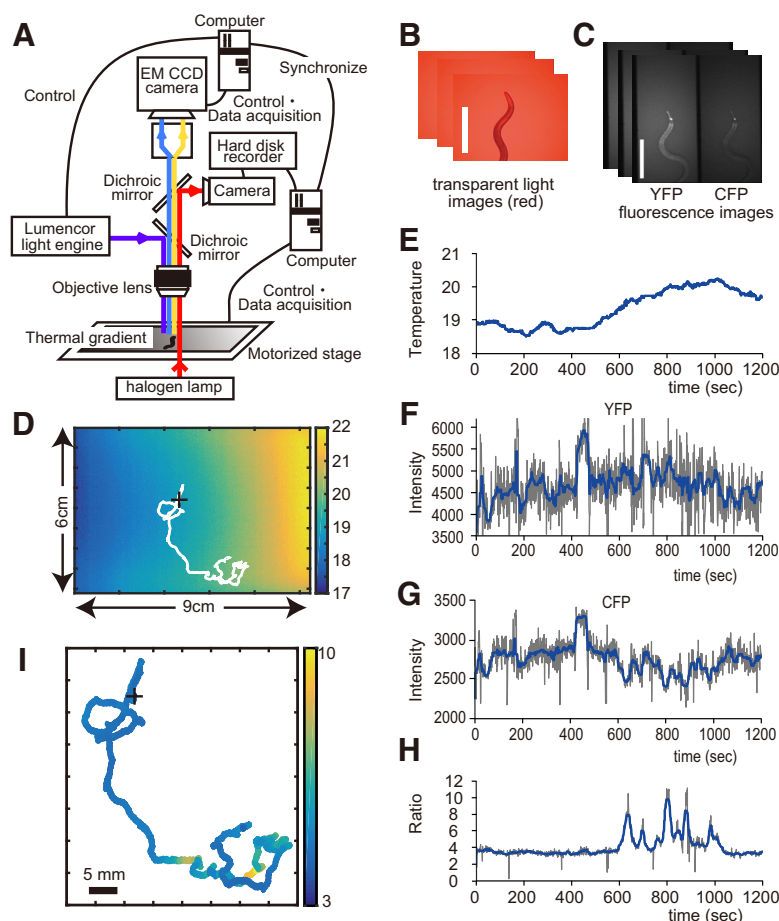 A
Computer
EM CCD
camera
Synchronize
Control
Control・
Data acquisition
Hard disk
recorder
Dichroic
mirror
Camera
Lumencor
light engine
Dichroic
mirror
Computer
Objective lens
Control・
Data acquisition
Thermal gradient
Motorized stage
halogen lamp
B
transparent light
images (red)
C
YFP
CFP
fluorescence images
D
6cm
9cm
22
21
20
19
18
17
E
Temperature
21
20
19
18
0
200
400
600
800
1000
1200
time (sec)
F
YFP
Intensity
6000
5500
5000
4500
4000
3500
0
200
400
600
800
1000
1200
time (sec)
G
CFP
Intensity
3500
3000
2500
2000
0
200
400
600
800
1000
1200
time (sec)
H
Ratio
12
10
8
6
4
2
0
0
200
400
600
800
1000
1200
time (sec)
I
5 mm
10
3